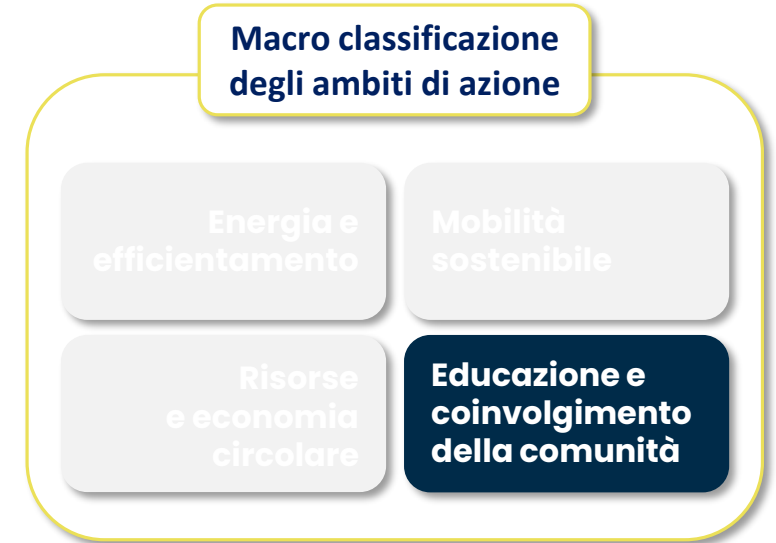 Macro classificazione
degli ambiti di azione
Energia e
efficientamento
Mobilità
sostenibile
Risorse
e economia
circolare
Educazione e
coinvolgimento
della comunità